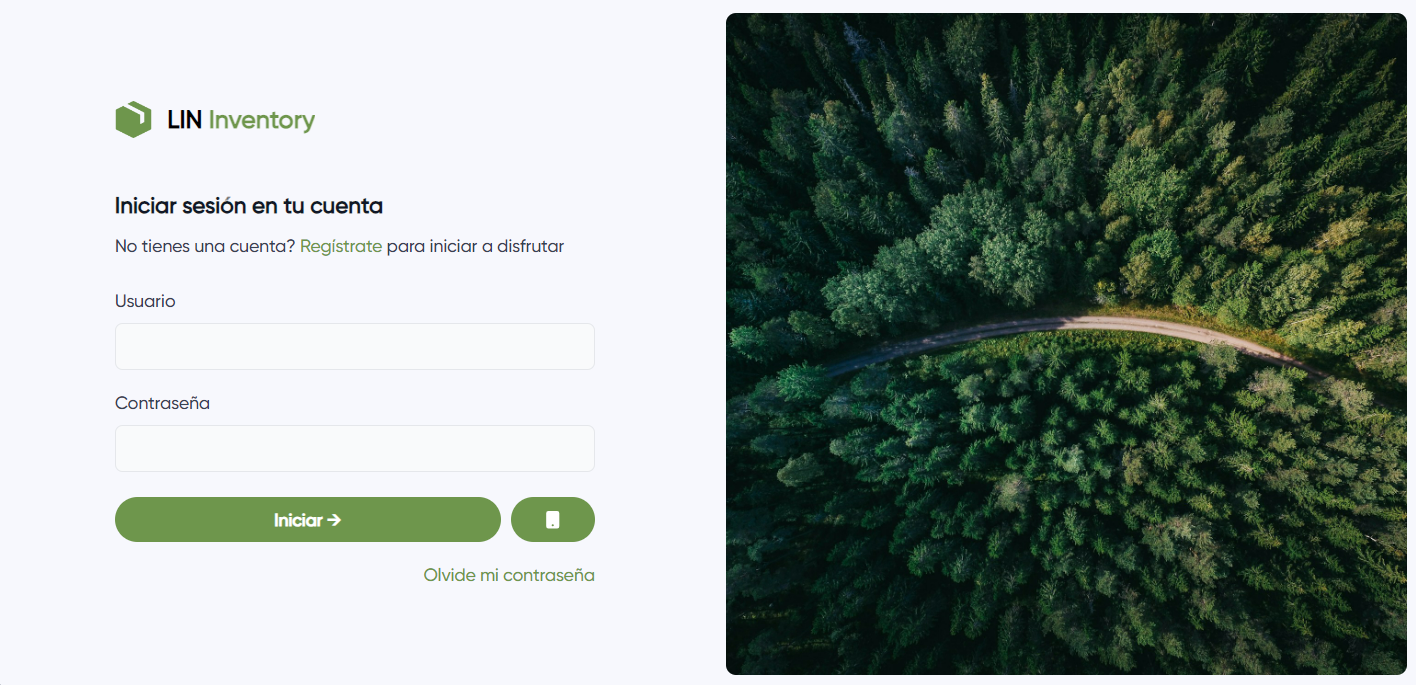 LIN Inventory
Iniciar sesión en tu cuenta
No tienes una cuenta? Regístrate para iniciar a disfrutar
Usuario
Contraseña
Iniciar →
Olvide mi contraseña